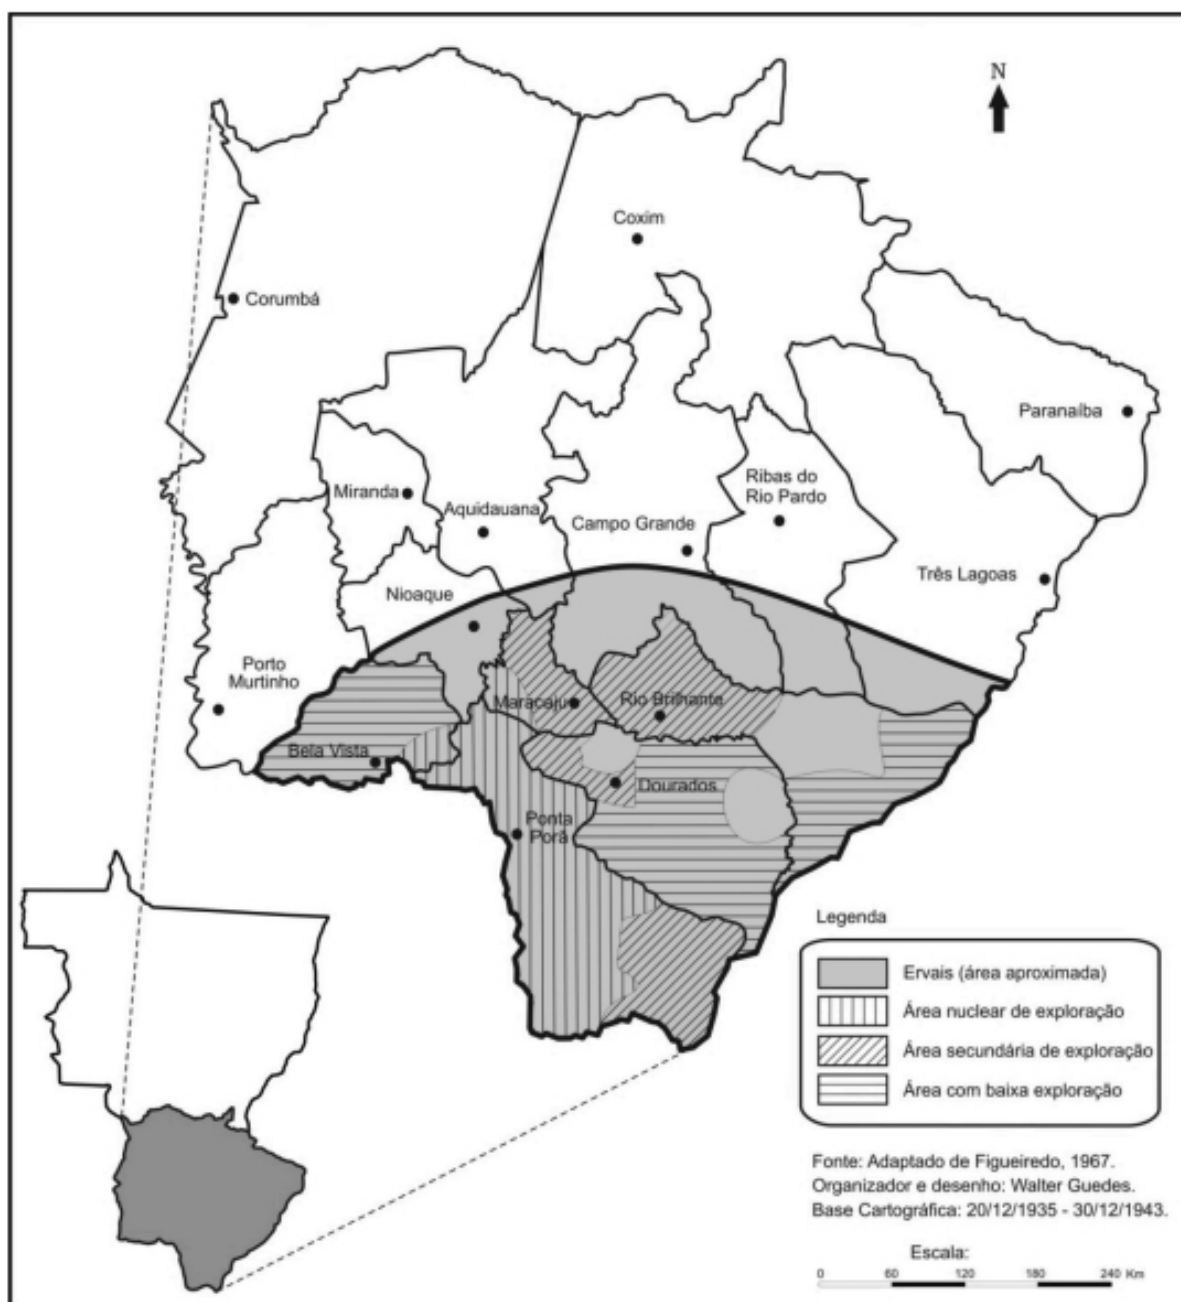 N
Coxim
Corumbá
Paranaíba
Ribas do
Rio Pardo
Miranda
Aquidauana
Campo Grande
Três Lagoas
Nioaque
Porto
Murtinho
Maracaju
Rio Brilhante
Bela Vista
Dourados
Ponta
Porã
Legenda
Ervais (área aproximada)
Área nuclear de exploração
Área secundária de exploração
Área com baixa exploração
Fonte: Adaptado de Figueiredo, 1967.
Organizador e desenho: Walter Guedes.
Base Cartográfica: 20/12/1935 - 30/12/1943.
Escala:
0 60 120 180 240 Km